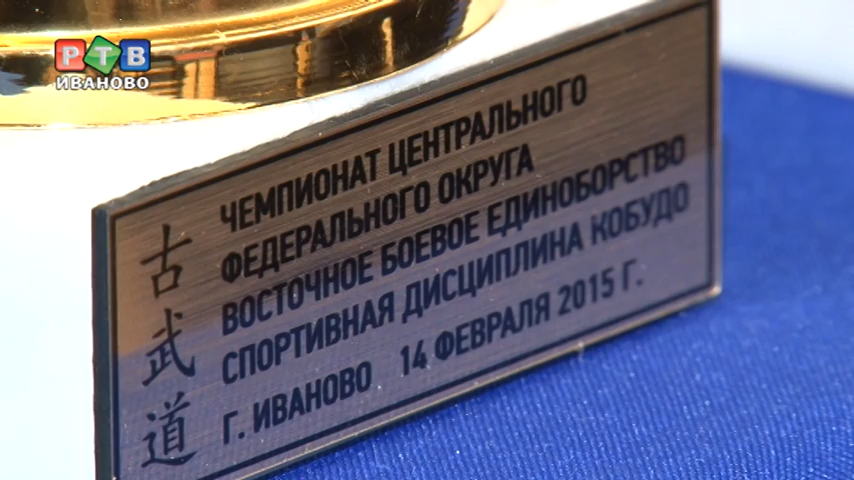 РТВ
ИВАНОВО
ЧЕМПИОНАТ ЦЕНТРАЛЬНОГО
ФЕДЕРАЛЬНОГО ОКРУГА
ВОСТОЧНОЕ БОЕВОЕ ЕДИНОБОРСТВО
СПОРТИВНАЯ ДИСЦИПЛИНА КОБУДО
Г. ИВАНОВО 14 ФЕВРАЛЯ 2015 Г.
古
武
道